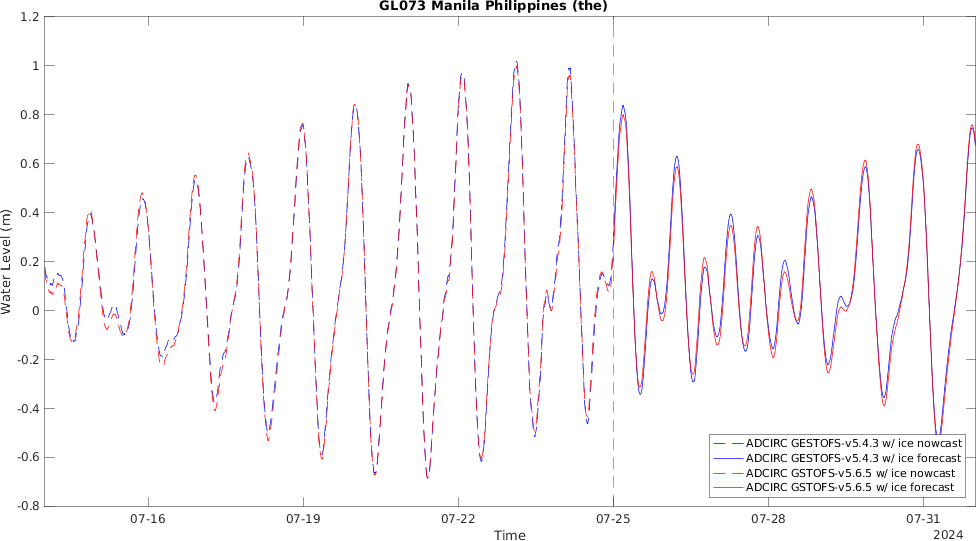 GL073 Manila Philippines (the)
1.2
1
0.8
0.6
0.4
0.2
0
-0.2
-0.4
-0.6
-0.8
Water Level (m)
ADCIRC GESTOFS-v5.4.3 w/ ice nowcast
ADCIRC GESTOFS-v5.4.3 w/ ice forecast
ADCIRC GSTOFS-v5.6.5 w/ ice nowcast
ADCIRC GSTOFS-v5.6.5 w/ ice forecast
07-16 07-19 07-22 07-25 07-28 07-31
Time
2024